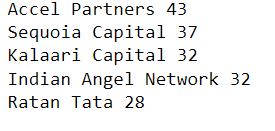 Accel Partners 43
Sequoia Capital 37
Kalaari Capital 32
Indian Angel Network 32
Ratan Tata 28